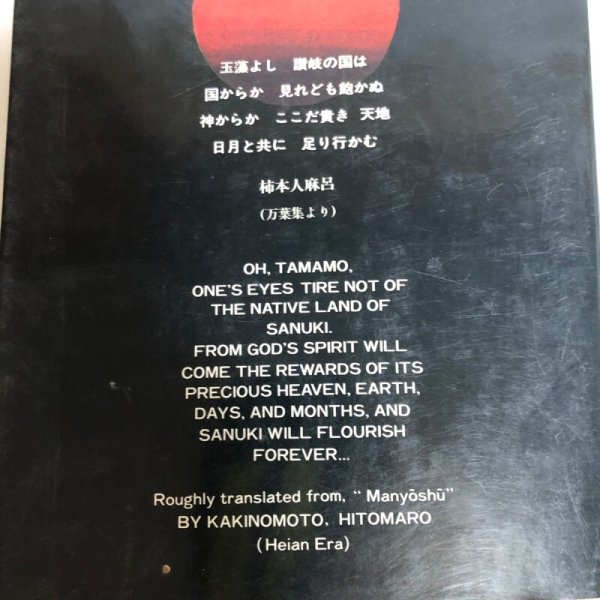 玉藻よし 讃岐の国は
国からか 見れども飽かぬ
神からか ここだ貴き 天地
日月と共に 足り行かむ
柿本人麻呂
(万葉集より)
OH, TAMAMO,
ONE'S EYES TIRE NOT OF
THE NATIVE LAND OF
SANUKI.
FROM GOD'S SPIRIT WILL
COME THE REWARDS OF ITS
PRECIOUS HEAVEN, EARTH,
DAYS, AND MONTHS, AND
SANUKI WILL FLOURISH
FOREVER...
Roughly translated from, "Manyōshū"
BY KAKINOMOTO, HITOMARO
(Heian Era)